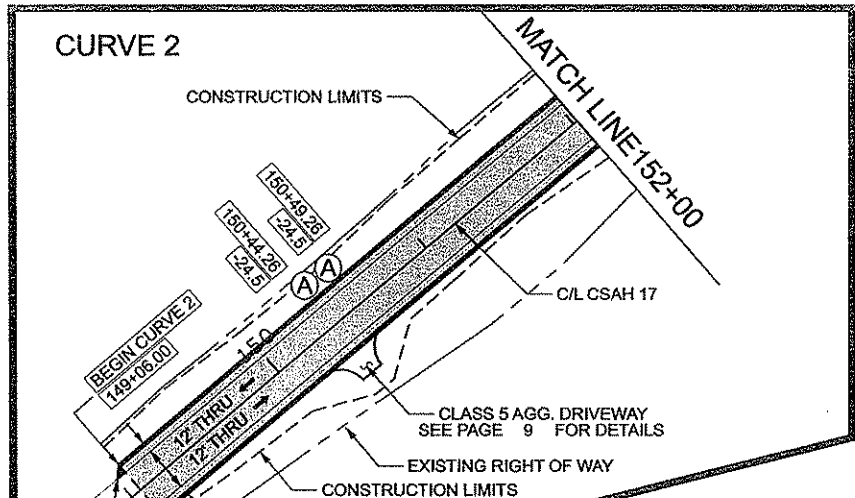 CURVE 2
MATCH LINE152+00
CONSTRUCTION LIMITS
150+49.26
-24.5
150+44.26
-24.5
A A
C/L CSAH 17
BEGIN CURVE 2
149+06.00
150
12' THRU
12' THRU
5
CLASS 5 AGG. DRIVEWAY
SEE PAGE 9 FOR DETAILS
EXISTING RIGHT OF WAY
CONSTRUCTION LIMITS